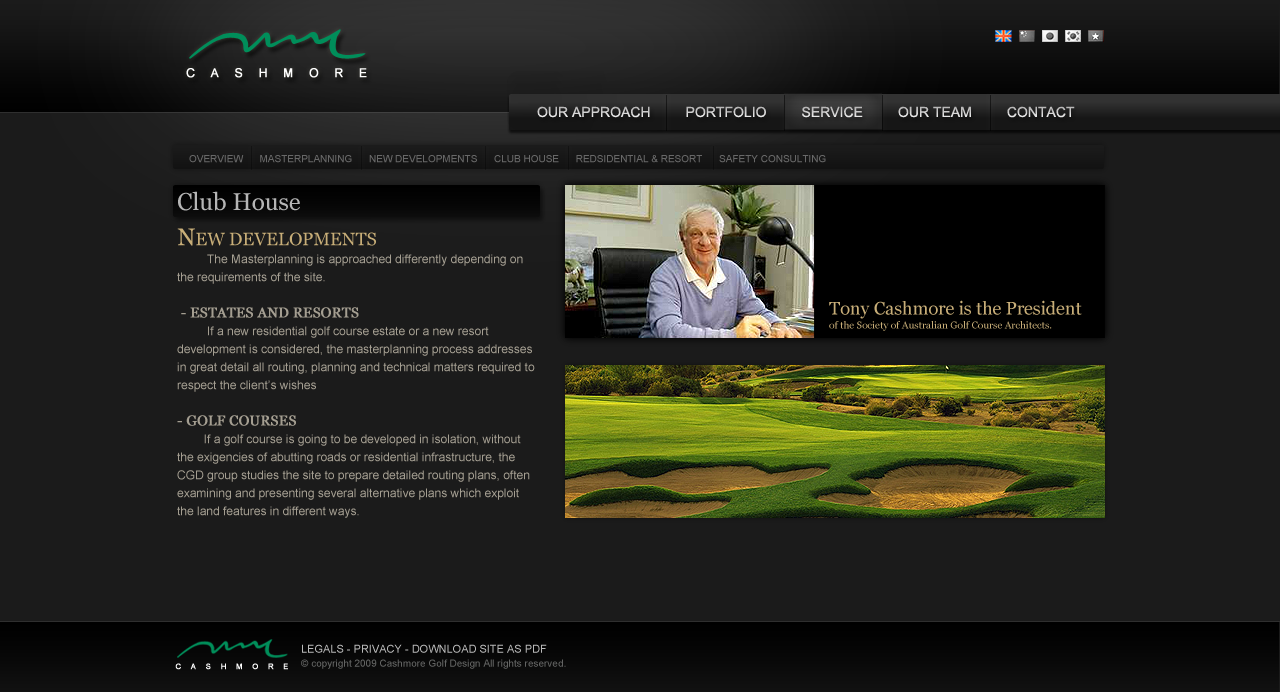 CASHMORE
OUR APPROACH
PORTFOLIO
SERVICE
OUR TEAM
CONTACT
OVERVIEW
MASTERPLANNING
NEW DEVELOPMENTS
CLUB HOUSE
REDSIDENTIAL & RESORT
SAFETY CONSULTING
Club House
NEW DEVELOPMENTS
The Masterplanning is approached differently depending on
the requirements of the site.
- ESTATES AND RESORTS
If a new residential golf course estate or a new resort
development is considered, the masterplanning process addresses
in great detail all routing, planning and technical matters required to
respect the client's wishes
- GOLF COURSES
If a golf course is going to be developed in isolation, without
the exigencies of abutting roads or residential infrastructure, the
CGD group studies the site to prepare detailed routing plans, often
examining and presenting several alternative plans which exploit
the land features in different ways.
Tony Cashmore is the President
of the Society of Australian Golf Course Architects.
CASHMORE
LEGALS - PRIVACY - DOWNLOAD SITE AS PDF
© copyright 2009 Cashmore Golf Design All rights reserved.